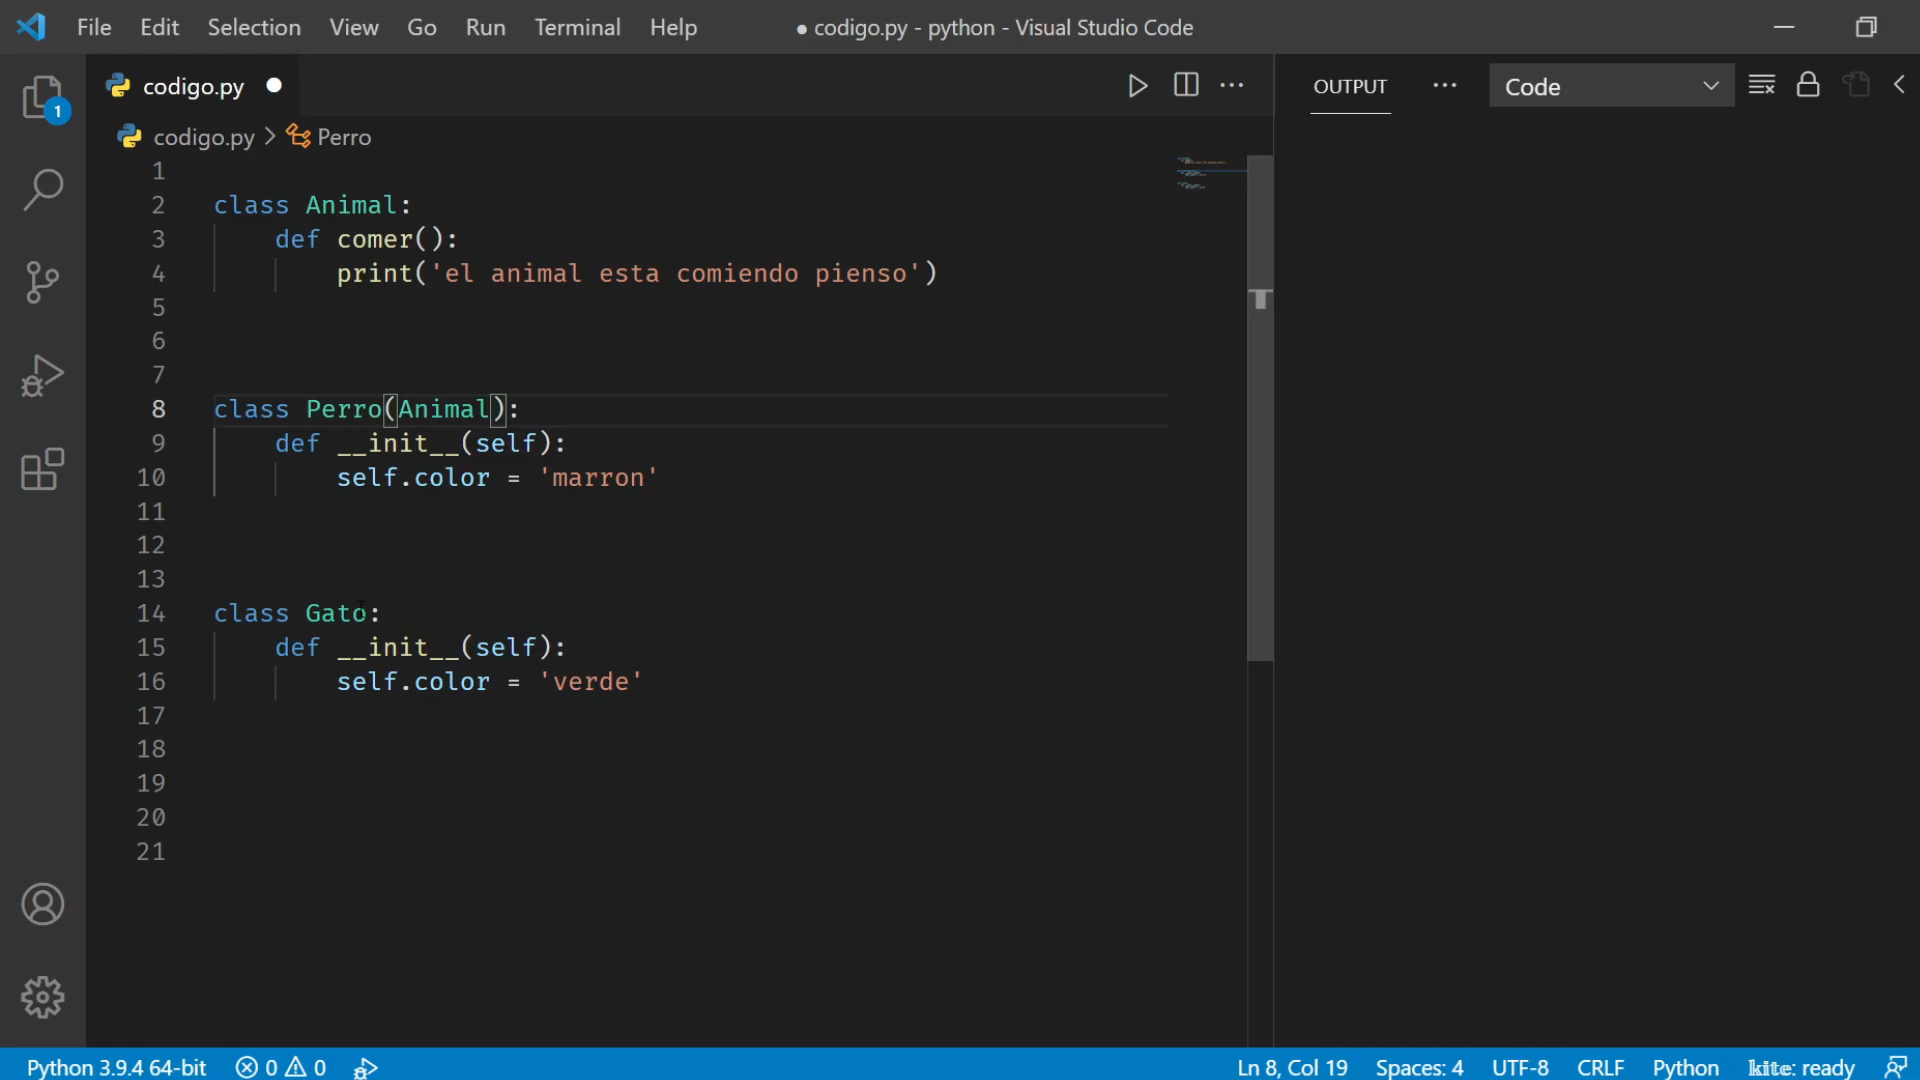 File Edit Selection View Go Run Terminal Help ● codigo.py - python - Visual Studio Code
codigo.py ●
OUTPUT ··· Code
codigo.py > Perro
1
2 class Animal:
3 def comer():
4 print('el animal esta comiendo pienso')
5
6
7
8 class Perro(Animal):
9 def __init__(self):
10 self.color = 'marron'
11
12
13
14 class Gato:
15 def __init__(self):
16 self.color = 'verde'
17
18
19
20
21
1
Python 3.9.4 64-bit 0 0 Ln 8, Col 19 Spaces: 4 UTF-8 CRLF Python kite: ready